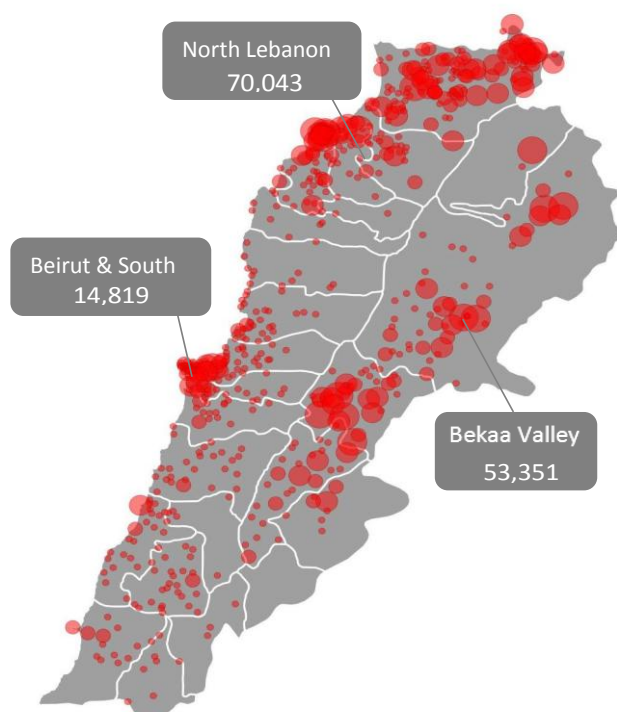 North Lebanon
70,043
Beirut & South
14,819
Bekaa Valley
53,351